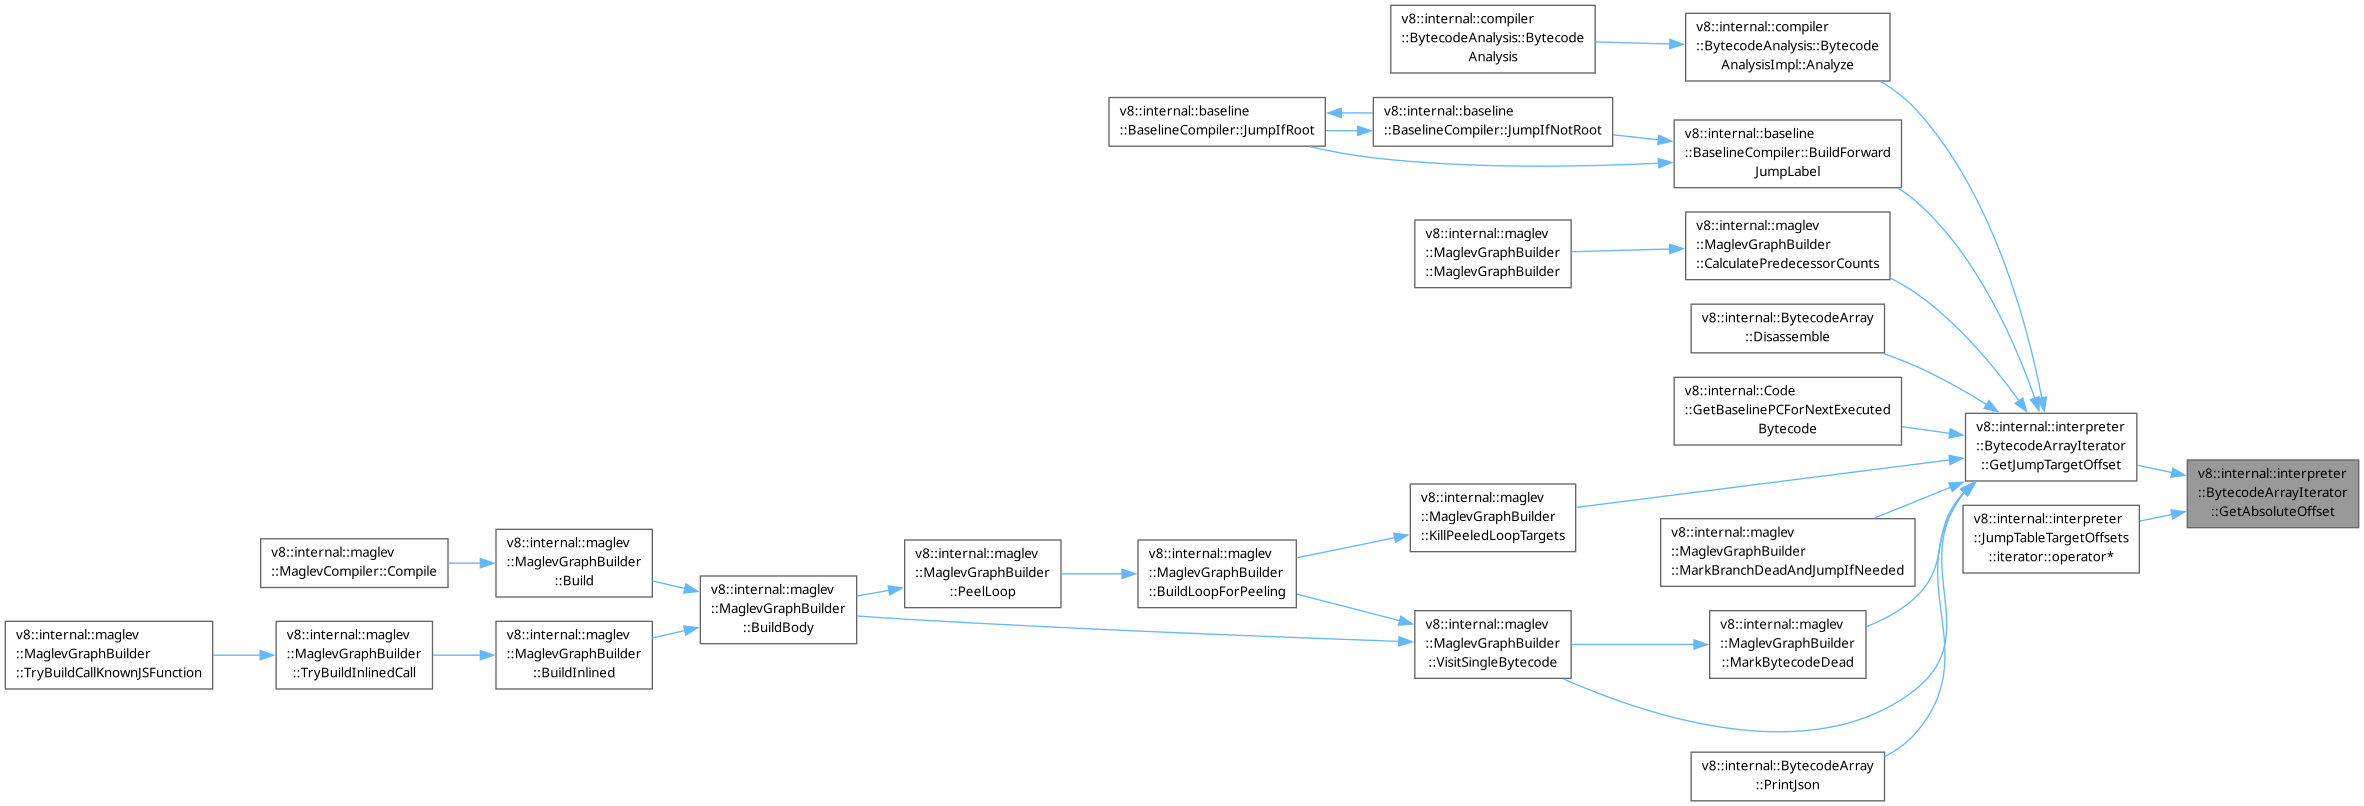 v8::internal::compiler
::BytecodeAnalysis::Bytecode
Analysis
v8::internal::compiler
::BytecodeAnalysis::Bytecode
AnalysisImpl::Analyze
v8::internal::baseline
::BaselineCompiler::JumpIfRoot
v8::internal::baseline
::BaselineCompiler::JumpIfNotRoot
v8::internal::baseline
::BaselineCompiler::BuildForward
JumpLabel
v8::internal::maglev
::MaglevGraphBuilder
::MaglevGraphBuilder
v8::internal::maglev
::MaglevGraphBuilder
::CalculatePredecessorCounts
v8::internal::BytecodeArray
::Disassemble
v8::internal::Code
::GetBaselinePCForNextExecuted
Bytecode
v8::internal::interpreter
::BytecodeArrayIterator
::GetJumpTargetOffset
v8::internal::interpreter
::BytecodeArrayIterator
::GetAbsoluteOffset
v8::internal::maglev
::MaglevGraphBuilder
::KillPeeledLoopTargets
v8::internal::maglev
::MaglevGraphBuilder
::MarkBranchDeadAndJumpIfNeeded
v8::internal::interpreter
::JumpTableTargetOffsets
::iterator::operator*
v8::internal::maglev
::MaglevCompiler::Compile
v8::internal::maglev
::MaglevGraphBuilder
::Build
v8::internal::maglev
::MaglevGraphBuilder
::BuildBody
v8::internal::maglev
::MaglevGraphBuilder
::PeelLoop
v8::internal::maglev
::MaglevGraphBuilder
::BuildLoopForPeeling
v8::internal::maglev
::MaglevGraphBuilder
::TryBuildCallKnownJSFunction
v8::internal::maglev
::MaglevGraphBuilder
::TryBuildInlinedCall
v8::internal::maglev
::MaglevGraphBuilder
::BuildInlined
v8::internal::maglev
::MaglevGraphBuilder
::VisitSingleBytecode
v8::internal::maglev
::MaglevGraphBuilder
::MarkBytecodeDead
v8::internal::BytecodeArray
::PrintJson